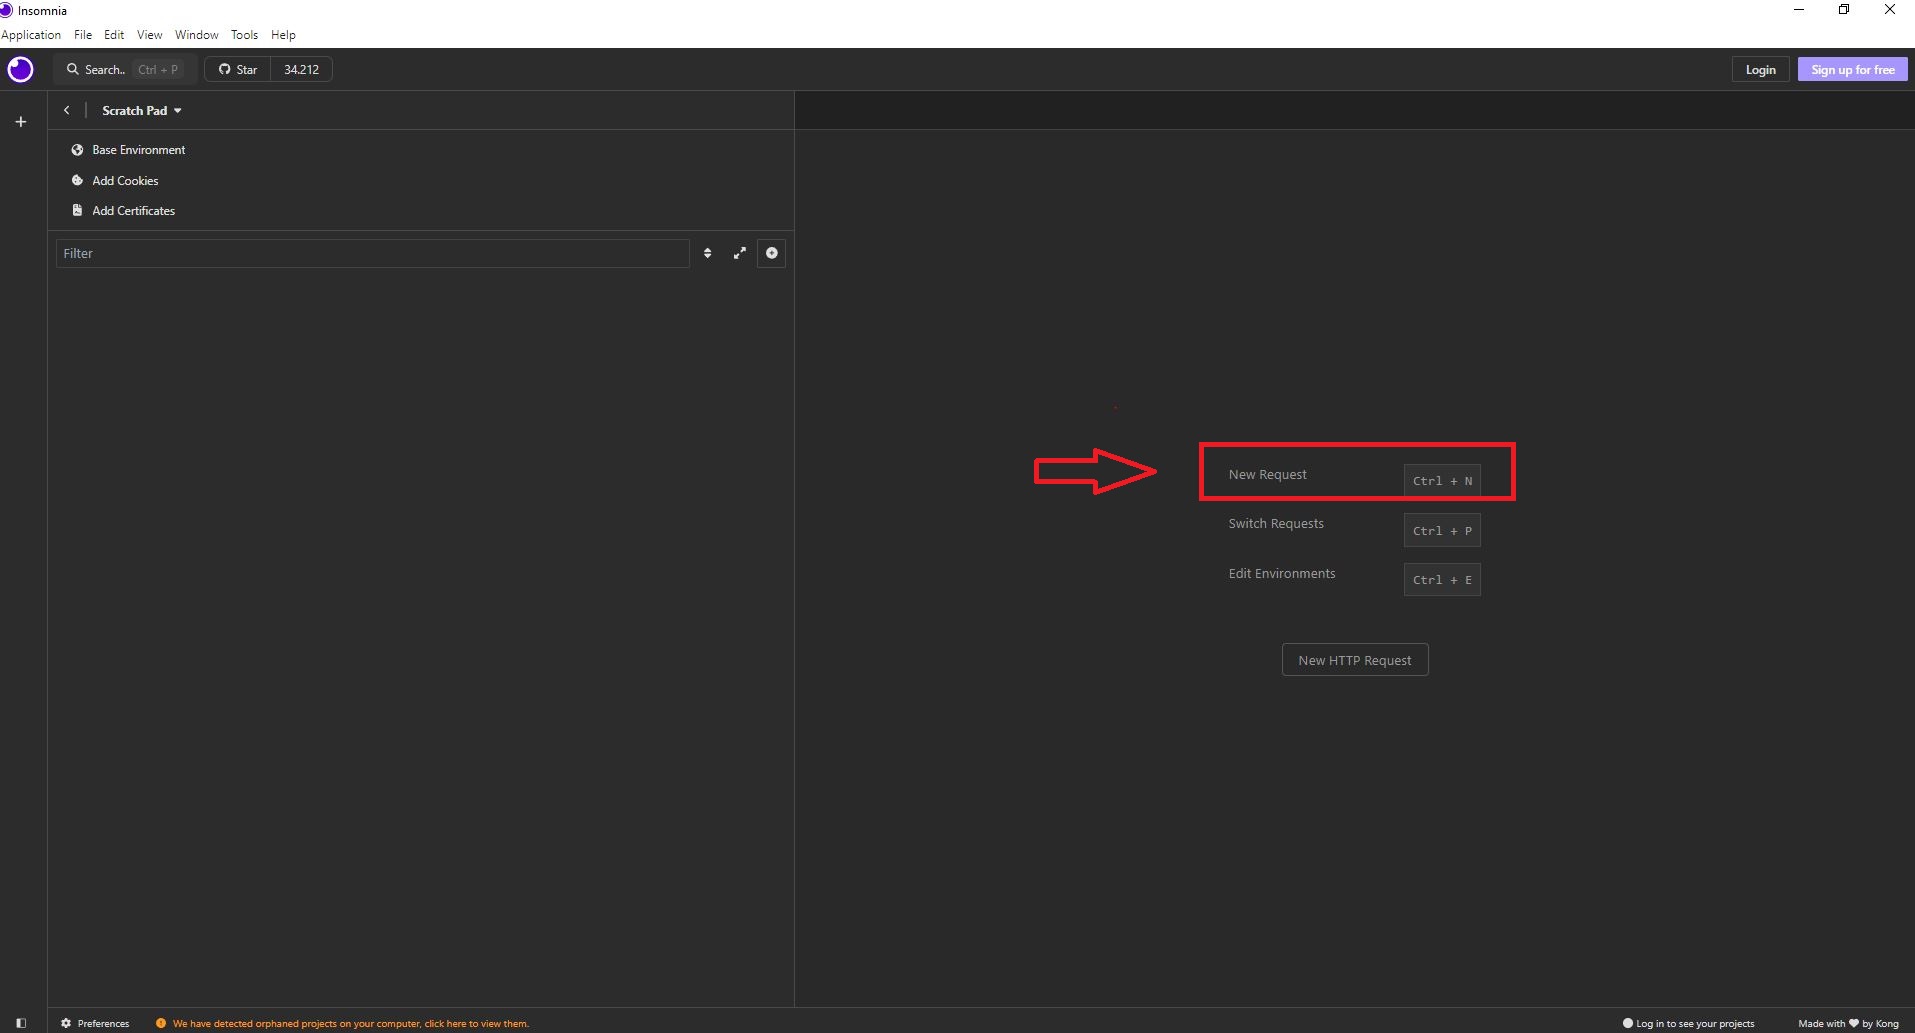 Insomnia
Application File Edit View Window Tools Help
Search.. Ctrl + P Star 34.212 Login Sign up for free
Scratch Pad
Base Environment
Add Cookies
Add Certificates
Filter
New Request Ctrl + N
Switch Requests Ctrl + P
Edit Environments Ctrl + E
New HTTP Request
Preferences We have detected orphaned projects on your computer, click here to view them. Log in to see your projects Made with by Kong